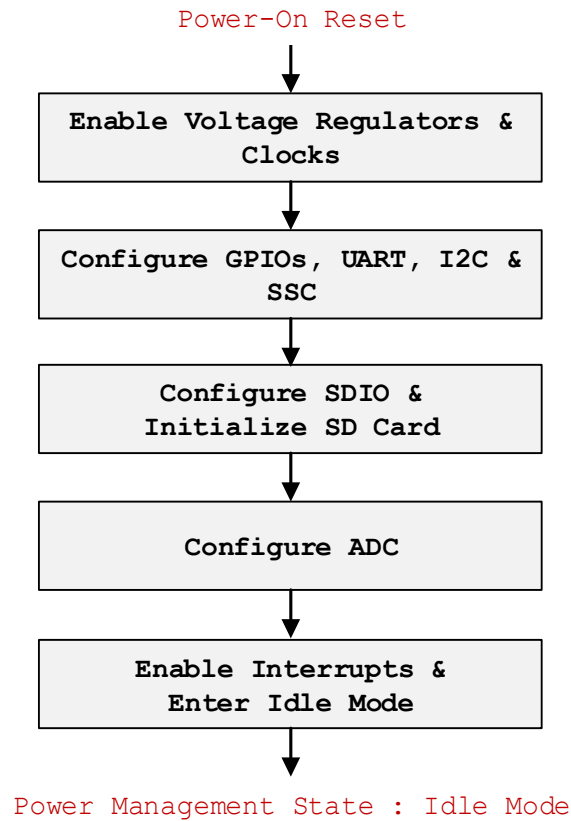 Power-On Reset
Enable Voltage Regulators &
Clocks
Configure GPIOs, UART, I2C &
SSC
Configure SDIO &
Initialize SD Card
Configure ADC
Enable Interrupts &
Enter Idle Mode
Power Management State : Idle Mode